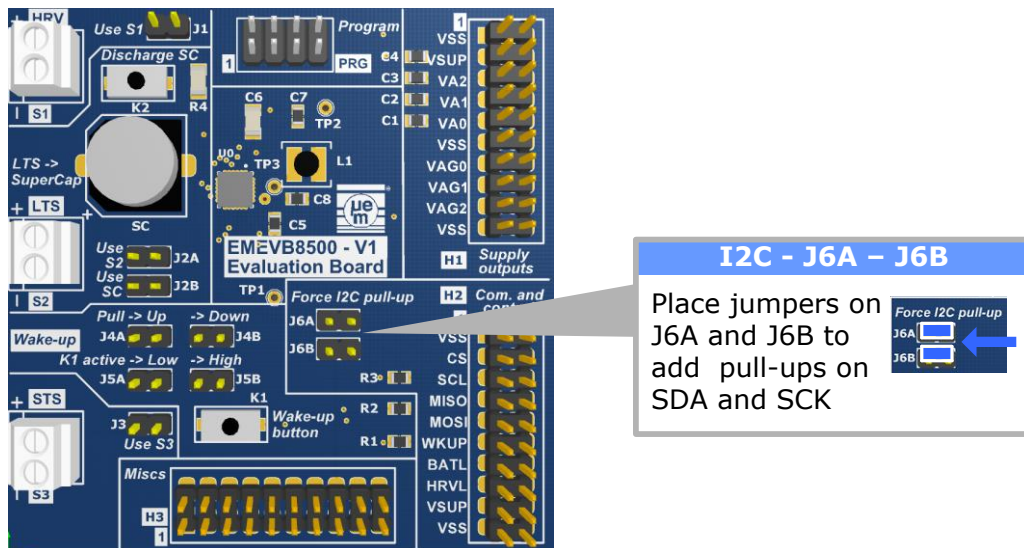 + HRV
Use S1
J1
Program
1
PRG
Discharge SC
K2
R4
S1
LTS ->
SuperCap
+ LTS
+
SC
C6
C7
TP2
U0
TP3
L1
C8
C5
µe
m
EMEVB8500 - V1
Evaluation Board
C4
C3
C2
C1
1
VSS
VSUP
VA2
VA1
VA0
VSS
VAG0
VAG1
VAG2
VSS
H1
Supply
outputs
Use
S2
J2A
Use
SC
J2B
S2
TP1
Force I2C pull-up
J6A
J6B
H2
Com. and
Wake-up
Pull -> Up
-> Down
J4A
J4B
K1 active -> Low
-> High
J5A
J5B
+ STS
J3
Use S3
K1
Wake-up
button
R3
R2
R1
VSS
CS
SCL
MISO
MOSI
WKUP
BATL
HRVL
VSUP
VSS
S3
Miscs
H3
1
I2C - J6A – J6B
Place jumpers on
J6A and J6B to
add pull-ups on
SDA and SCK
Force I2C pull-up
J6A
J6B